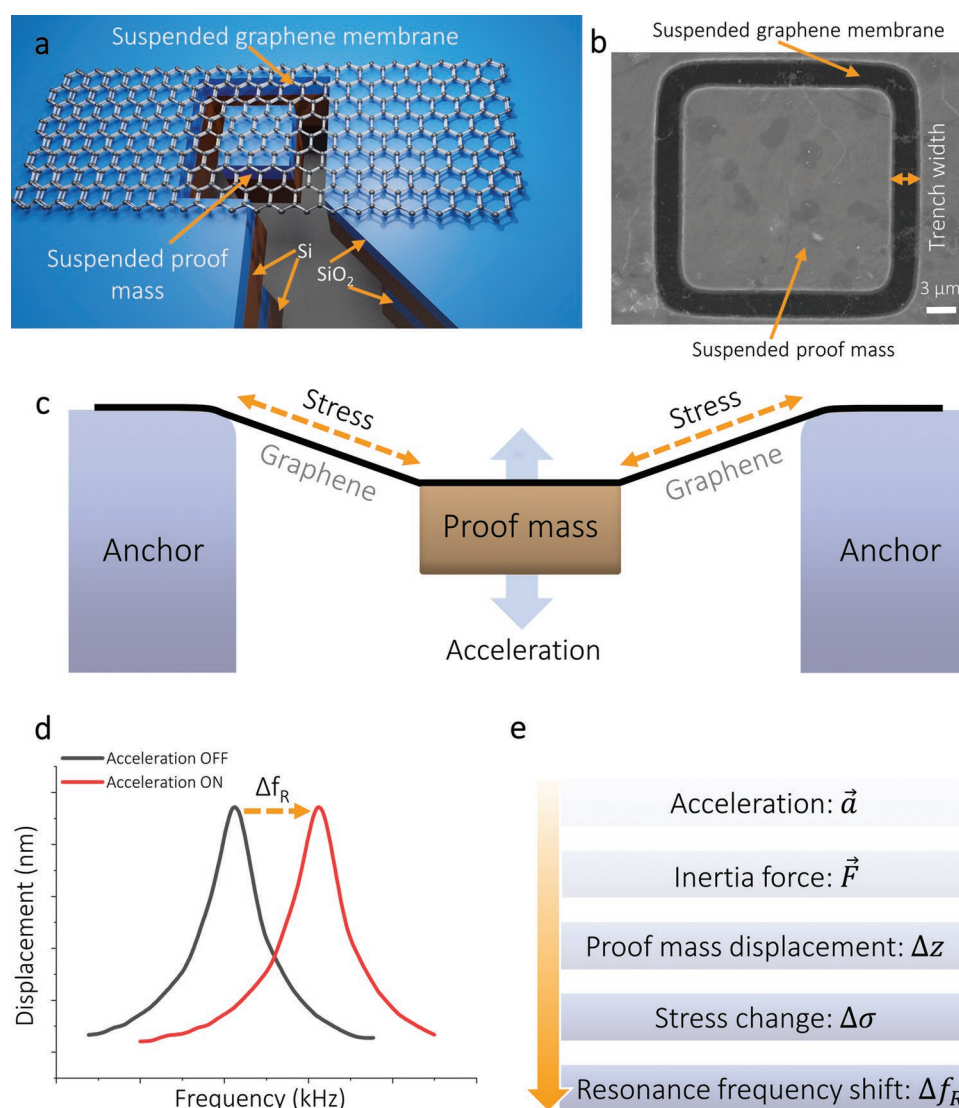 a
Suspended graphene membrane
Suspended proof
mass
Si
SiO₂
b
Suspended graphene membrane
Trench width
3 μm
Suspended proof mass
c
Stress
Graphene
Stress
Graphene
Proof mass
Anchor
Anchor
Acceleration
d
Acceleration OFF
Acceleration ON
Δf_R
Displacement (nm)
Frequency (kHz)
e
Acceleration: a⃗
Inertia force: F⃗
Proof mass displacement: Δz
Stress change: Δσ
Resonance frequency shift: Δf_R